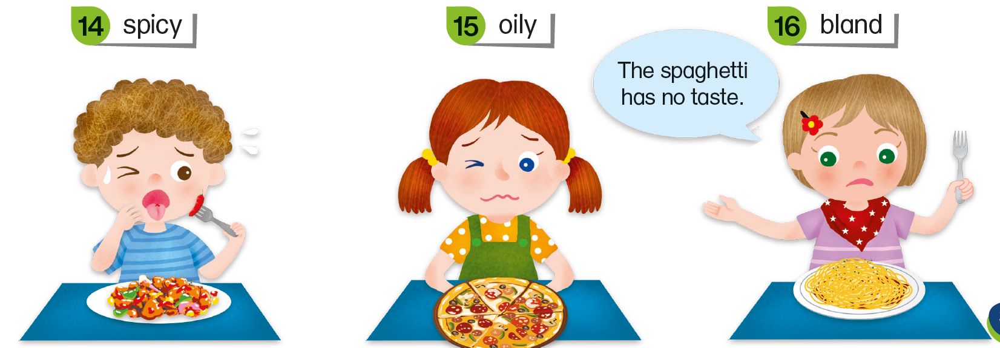 14 spicy
15 oily
16 bland
The spaghetti
has no taste.